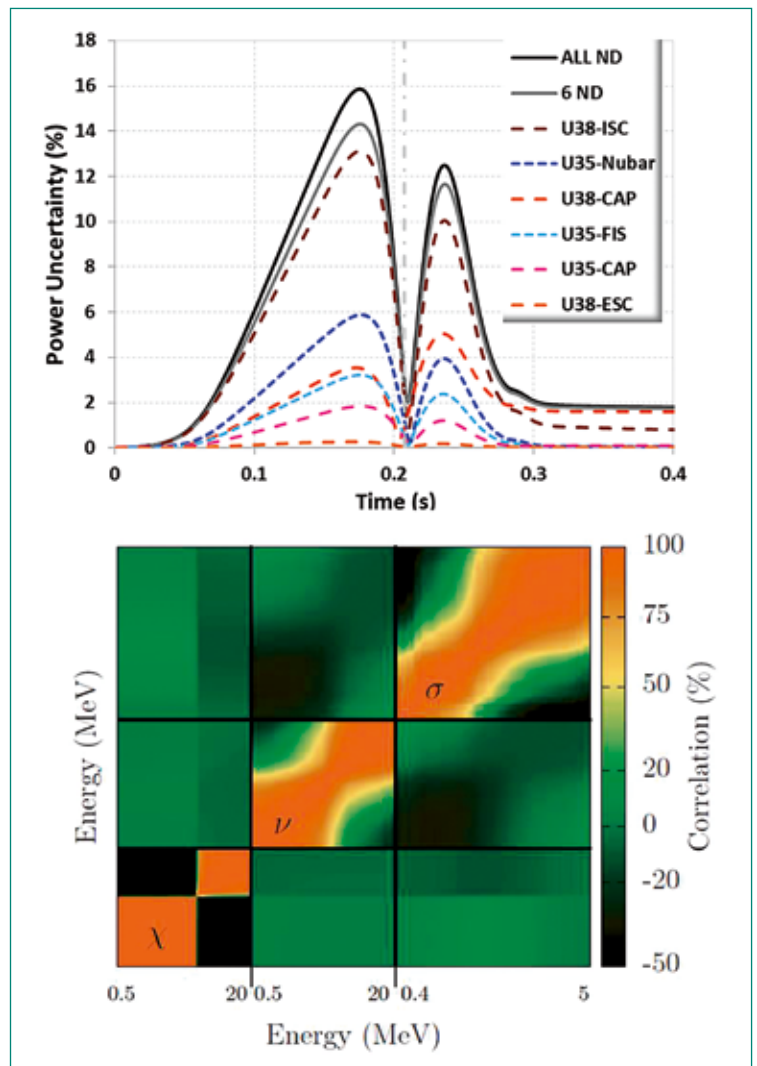 18
16
14
12
10
8
6
4
2
0
Power Uncertainty (%)
0 0.1 0.2 0.3 0.4
Time (s)
ALL ND
6 ND
U38-ISC
U35-Nubar
U38-CAP
U35-FIS
U35-CAP
U38-ESC
Energy (MeV)
σ
ν
χ
0.5 20 0.5 20 0.4 5
Energy (MeV)
100
75
50
20
0
-20
-50
Correlation (%)